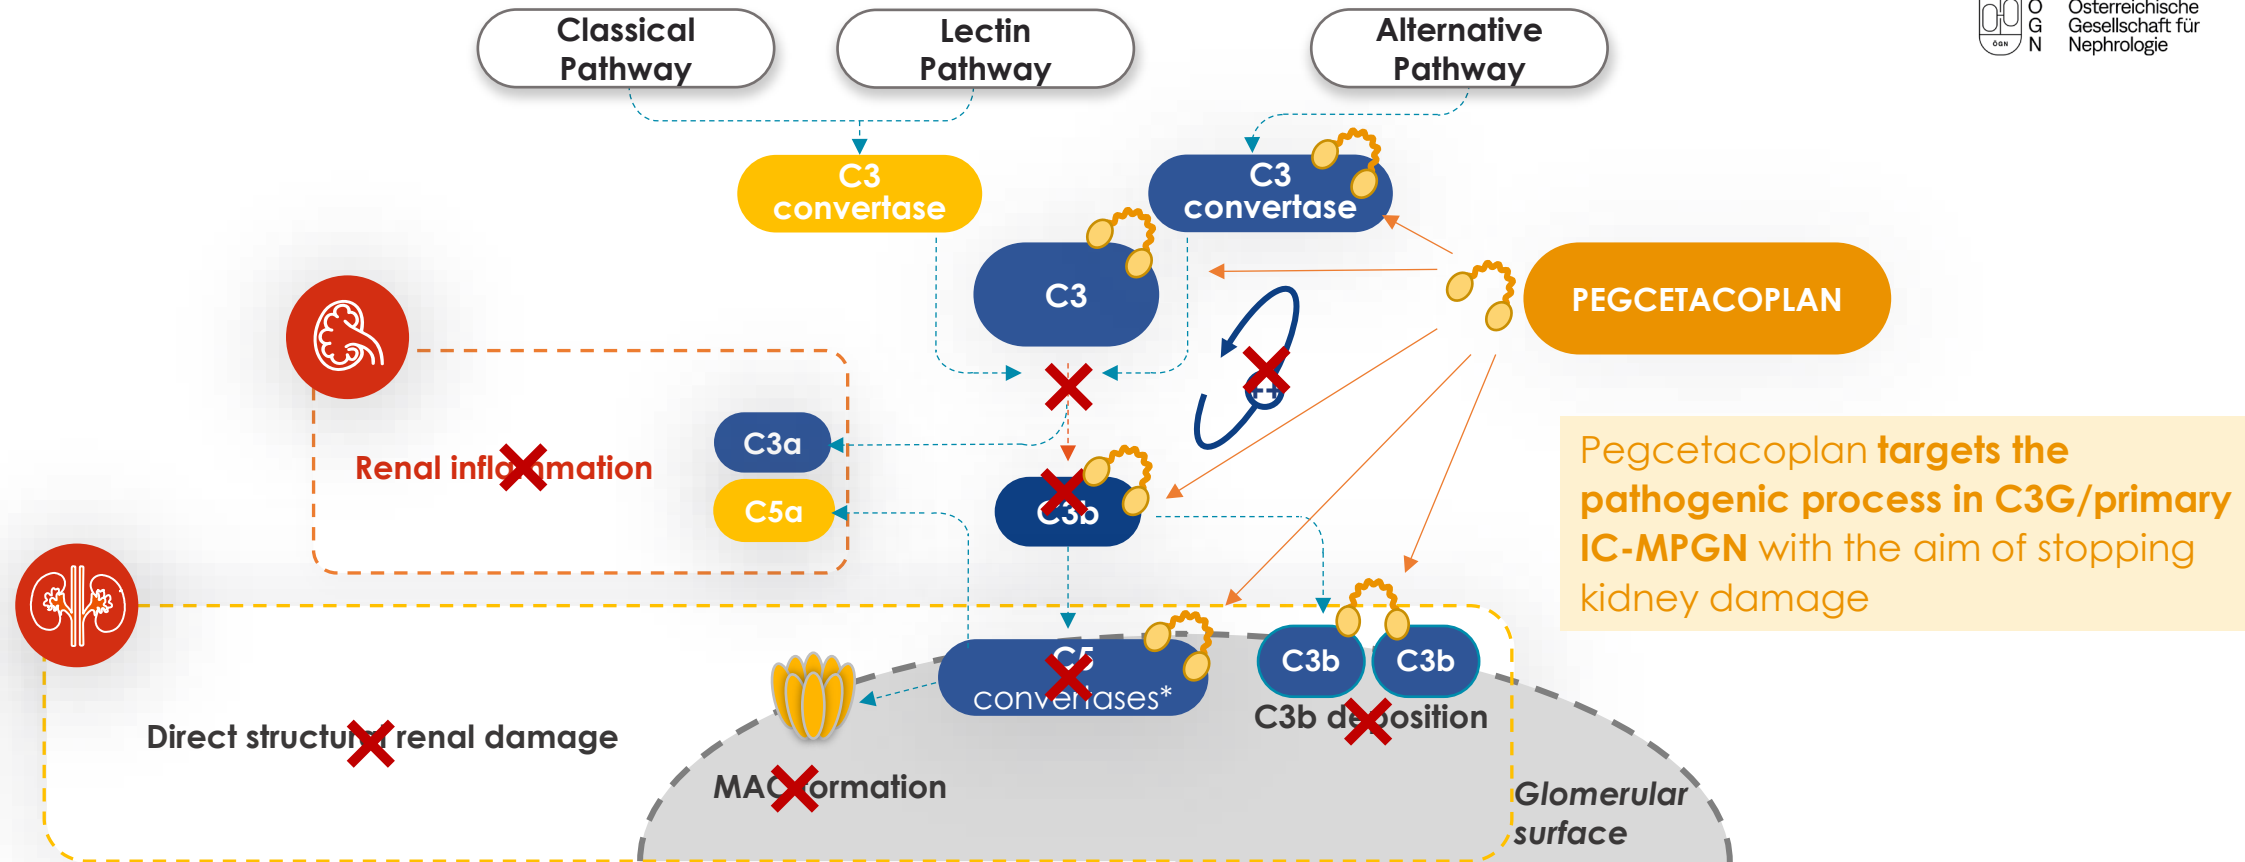 Classical
Pathway
Lectin
Pathway
Alternative
Pathway
O
G
N
ÖGN
Österreichische
Gesellschaft für
Nephrologie
C3
convertase
C3
convertase
C3
PEGCETACOPLAN
++
C3a
Renal inflammation
C5a
C3b
Pegcetacoplan targets the
pathogenic process in C3G/primary
IC-MPGN with the aim of stopping
kidney damage
C5
convertases*
C3b
C3b
C3b deposition
Direct structural renal damage
MAC formation
Glomerular
surface